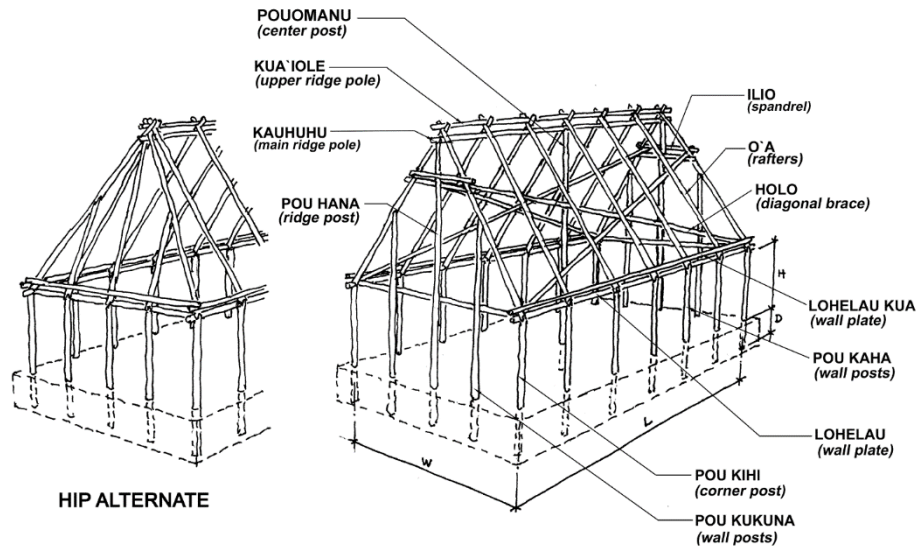 POUOMANU
(center post)
KUA`IOLE
(upper ridge pole)
KAUHUHU
(main ridge pole)
POU HANA
(ridge post)
ILIO
(spandrel)
O`A
(rafters)
HOLO
(diagonal brace)
H
D
LOHELAU KUA
(wall plate)
POU KAHA
(wall posts)
LOHELAU
(wall plate)
L
W
POU KIHI
(corner post)
POU KUKUNA
(wall posts)
HIP ALTERNATE